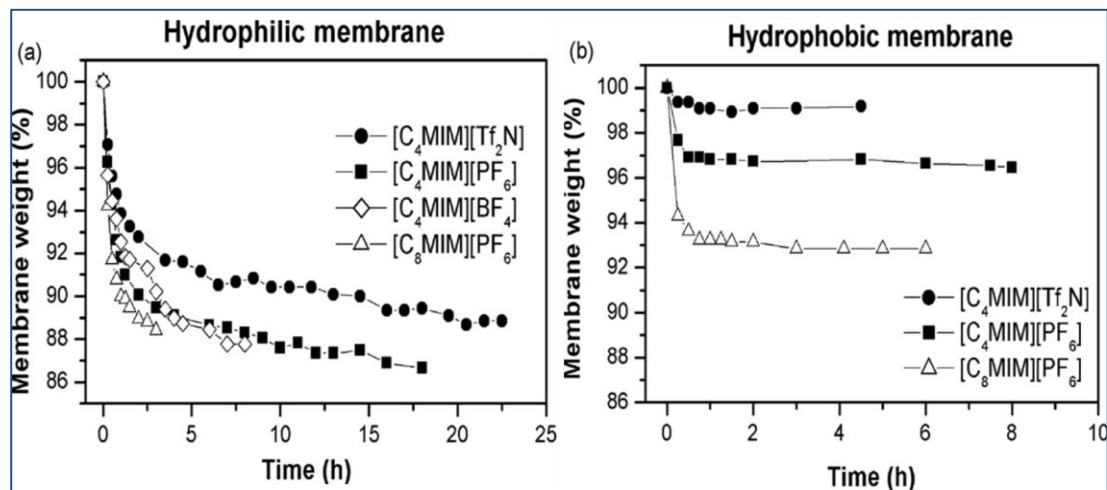 Hydrophilic membrane
(a)
Membrane weight (%)
100
98
96
94
92
90
88
86
[C₄MIM][Tf₂N]
[C₄MIM][PF₆]
[C₄MIM][BF₄]
[C₈MIM][PF₆]
0 5 10 15 20 25
Time (h)
Hydrophobic membrane
(b)
Membrane weight (%)
100
98
96
94
92
90
88
86
[C₄MIM][Tf₂N]
[C₄MIM][PF₆]
[C₈MIM][PF₆]
0 2 4 6 8 10
Time (h)